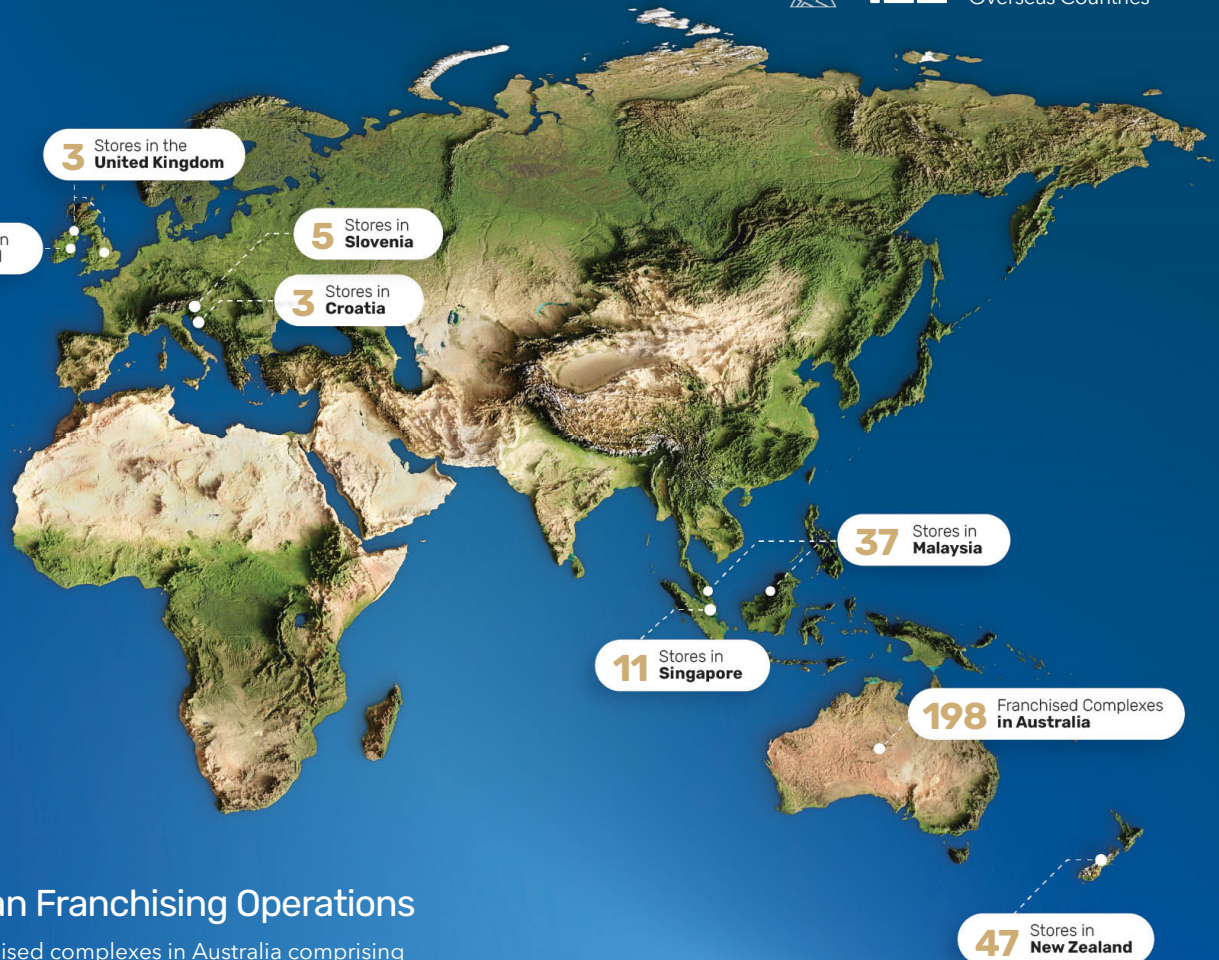 Overseas Countries
3 Stores in the
United Kingdom
5 Stores in
Slovenia
3 Stores in
Croatia
37 Stores in
Malaysia
11 Stores in
Singapore
198 Franchised Complexes
in Australia
47 Stores in
New Zealand
an Franchising Operations
ised complexes in Australia comprising